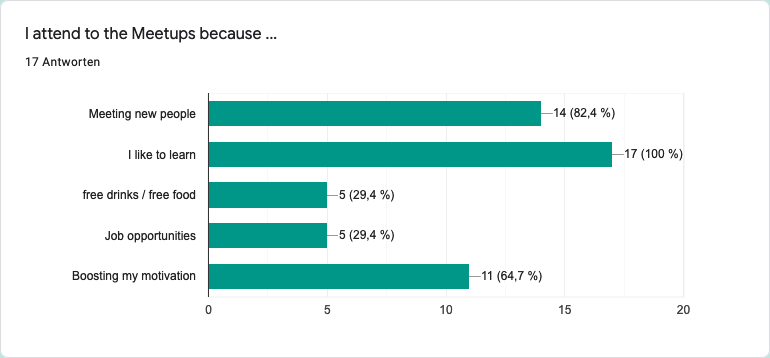 I attend to the Meetups because ...
17 Antworten
Meeting new people
14 (82,4 %)
I like to learn
17 (100 %)
free drinks / free food
5 (29,4 %)
Job opportunities
5 (29,4 %)
Boosting my motivation
11 (64,7 %)
0 5 10 15 20